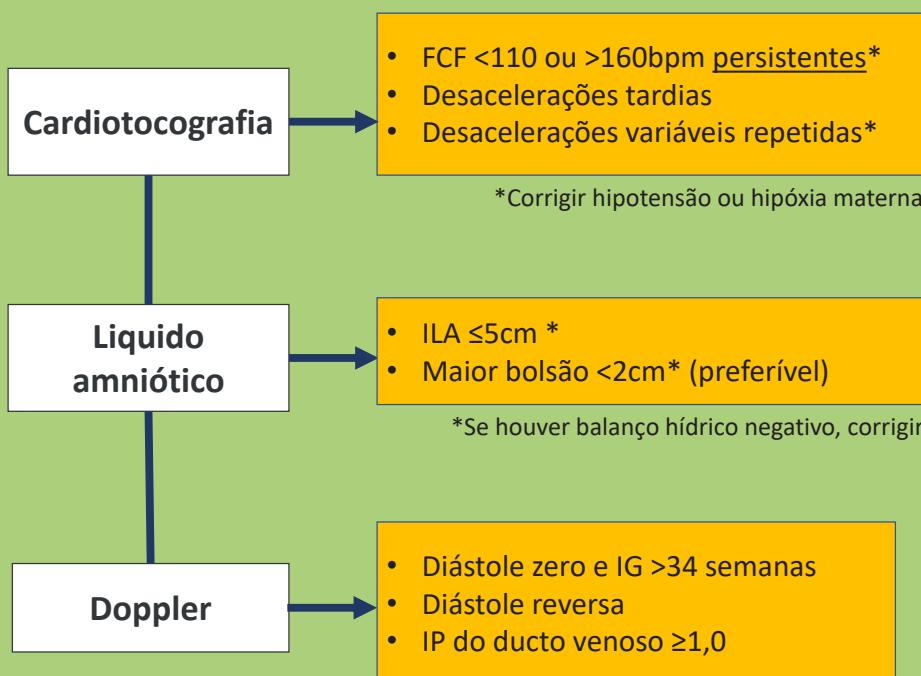 Cardiotocografia
• FCF <110 ou >160bpm persistentes*
• Desacelerações tardias
• Desacelerações variáveis repetidas*
*Corrigir hipotensão ou hipóxia materna
Liquido
amniótico
• ILA ≤5cm *
• Maior bolsão <2cm* (preferível)
*Se houver balanço hídrico negativo, corrigir
Doppler
• Diástole zero e IG >34 semanas
• Diástole reversa
• IP do ducto venoso ≥1,0